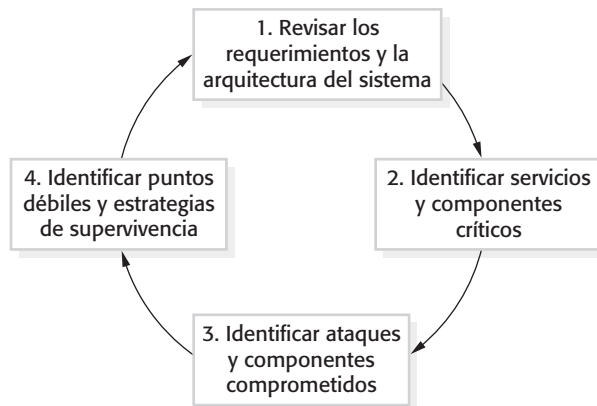 1. Revisar los
requerimientos y la
arquitectura del sistema
2. Identificar servicios
y componentes
críticos
3. Identificar ataques
y componentes
comprometidos
4. Identificar puntos
débiles y estrategias
de supervivencia